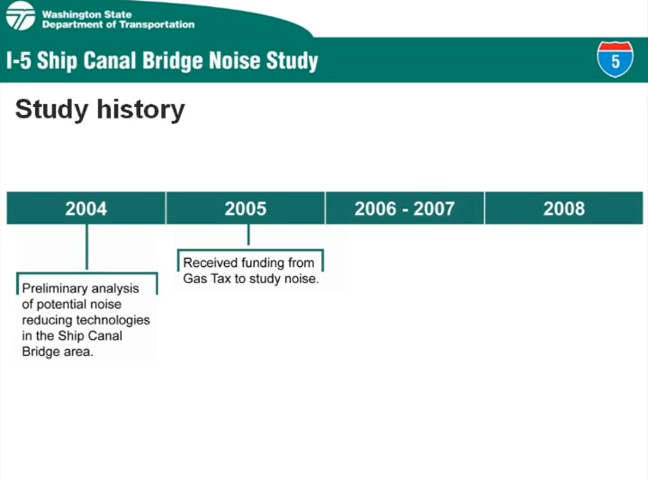 Washington State
Department of Transportation
I-5 Ship Canal Bridge Noise Study
5
Study history
2004
2005
2006 - 2007
2008
Received funding from
Gas Tax to study noise.
Preliminary analysis
of potential noise
reducing technologies
in the Ship Canal
Bridge area.